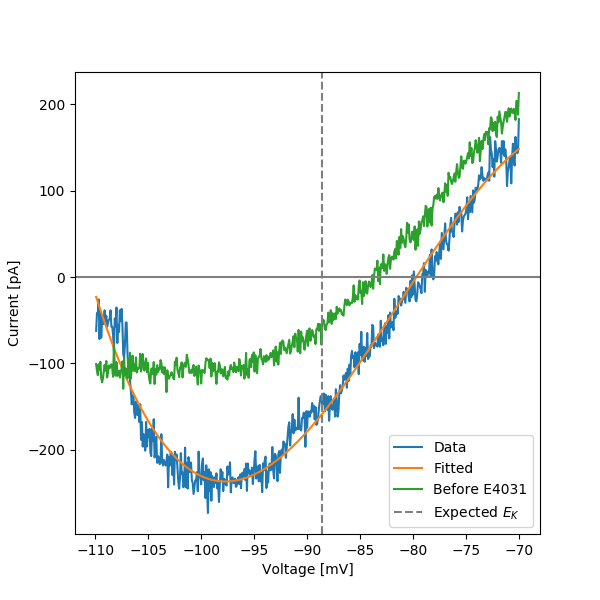 200
100
0
−100
−200
Current [pA]
−110 −105 −100 −95 −90 −85 −80 −75 −70
Voltage [mV]
Data
Fitted
Before E4031
Expected E_K